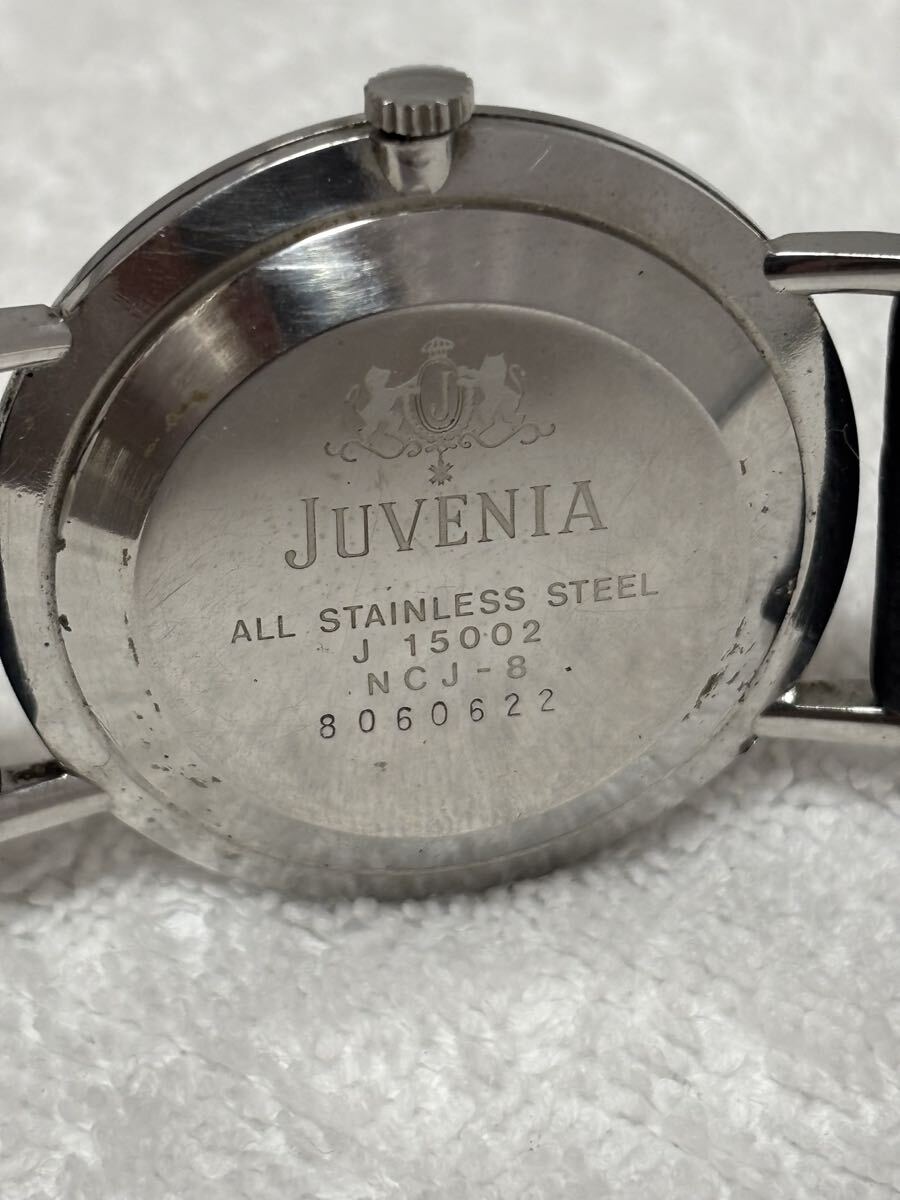 J
JUVENIA
ALL STAINLESS STEEL
J 15002
NCJ-8
8060622